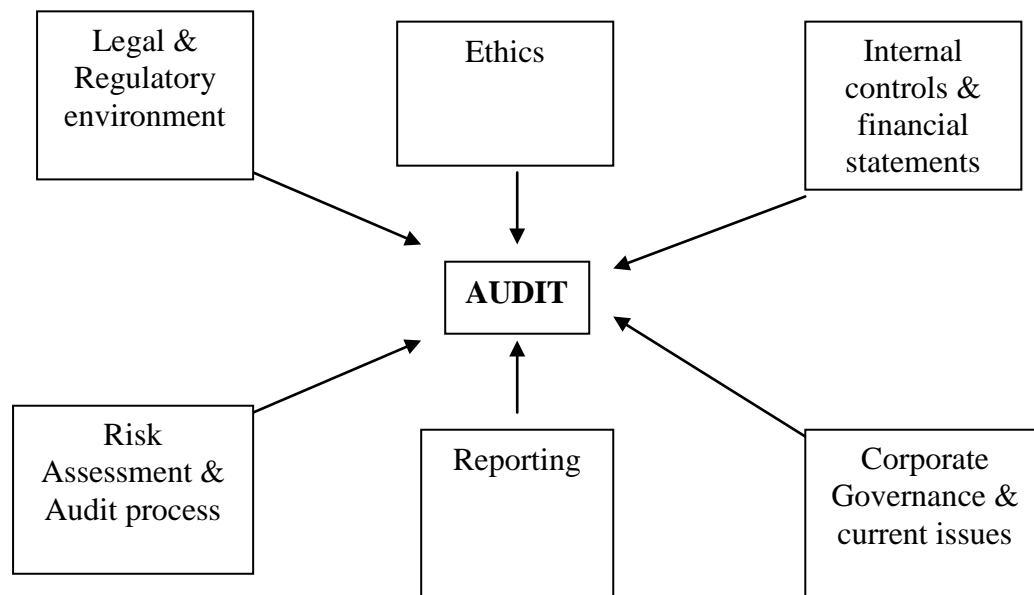 Legal &
Regulatory
environment
Ethics
Internal
controls &
financial
statements
AUDIT
Risk
Assessment &
Audit process
Reporting
Corporate
Governance &
current issues